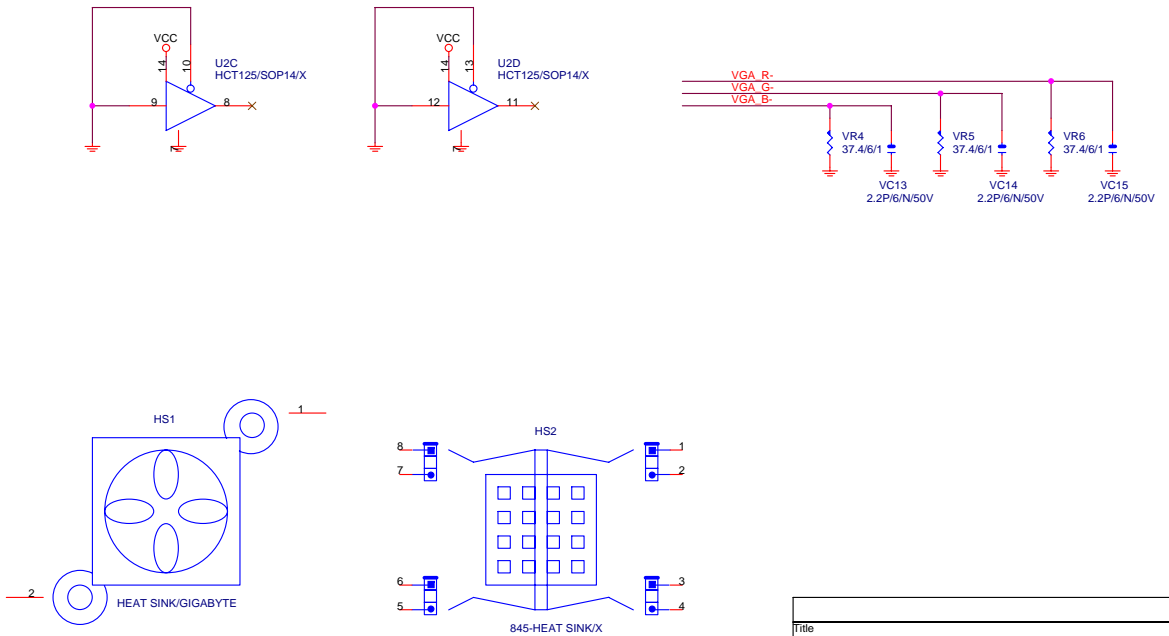 VCC
14
10
U2C
HCT125/SOP14/X
9
8
7
VCC
14
13
U2D
HCT125/SOP14/X
12
11
7
VGA_R-
VGA_G-
VGA_B-
VR4
37.4/6/1
VR5
37.4/6/1
VR6
37.4/6/1
VC13
2.2P/6/N/50V
VC14
2.2P/6/N/50V
VC15
2.2P/6/N/50V
HS1
1
2
HEAT SINK/GIGABYTE
HS2
8
1
7
2
6
3
5
4
845-HEAT SINK/X
Title